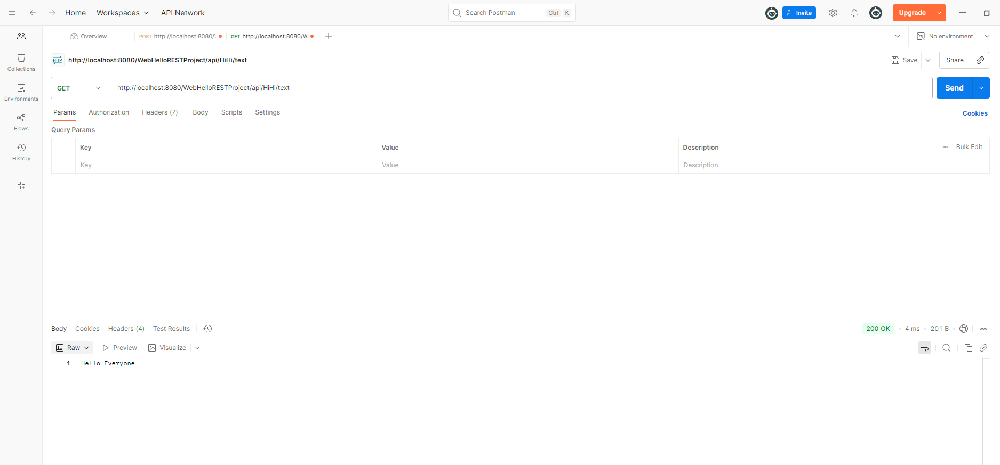 Home Workspaces API Network Search Postman Ctrl K Invite Upgrade
Overview POST http://localhost:8080/ GET http://localhost:8080/W No environment
HTTP http://localhost:8080/WebHelloRESTProject/api/HiHi/text Save Share
GET http://localhost:8080/WebHelloRESTProject/api/HiHi/text Send
Params Authorization Headers (7) Body Scripts Settings Cookies
Query Params
Key Value Description Bulk Edit
Key Value Description
Collections
Environments
Flows
History
Body Cookies Headers (4) Test Results 200 OK 4 ms 201 B
Raw Preview Visualize
1 Hello Everyone